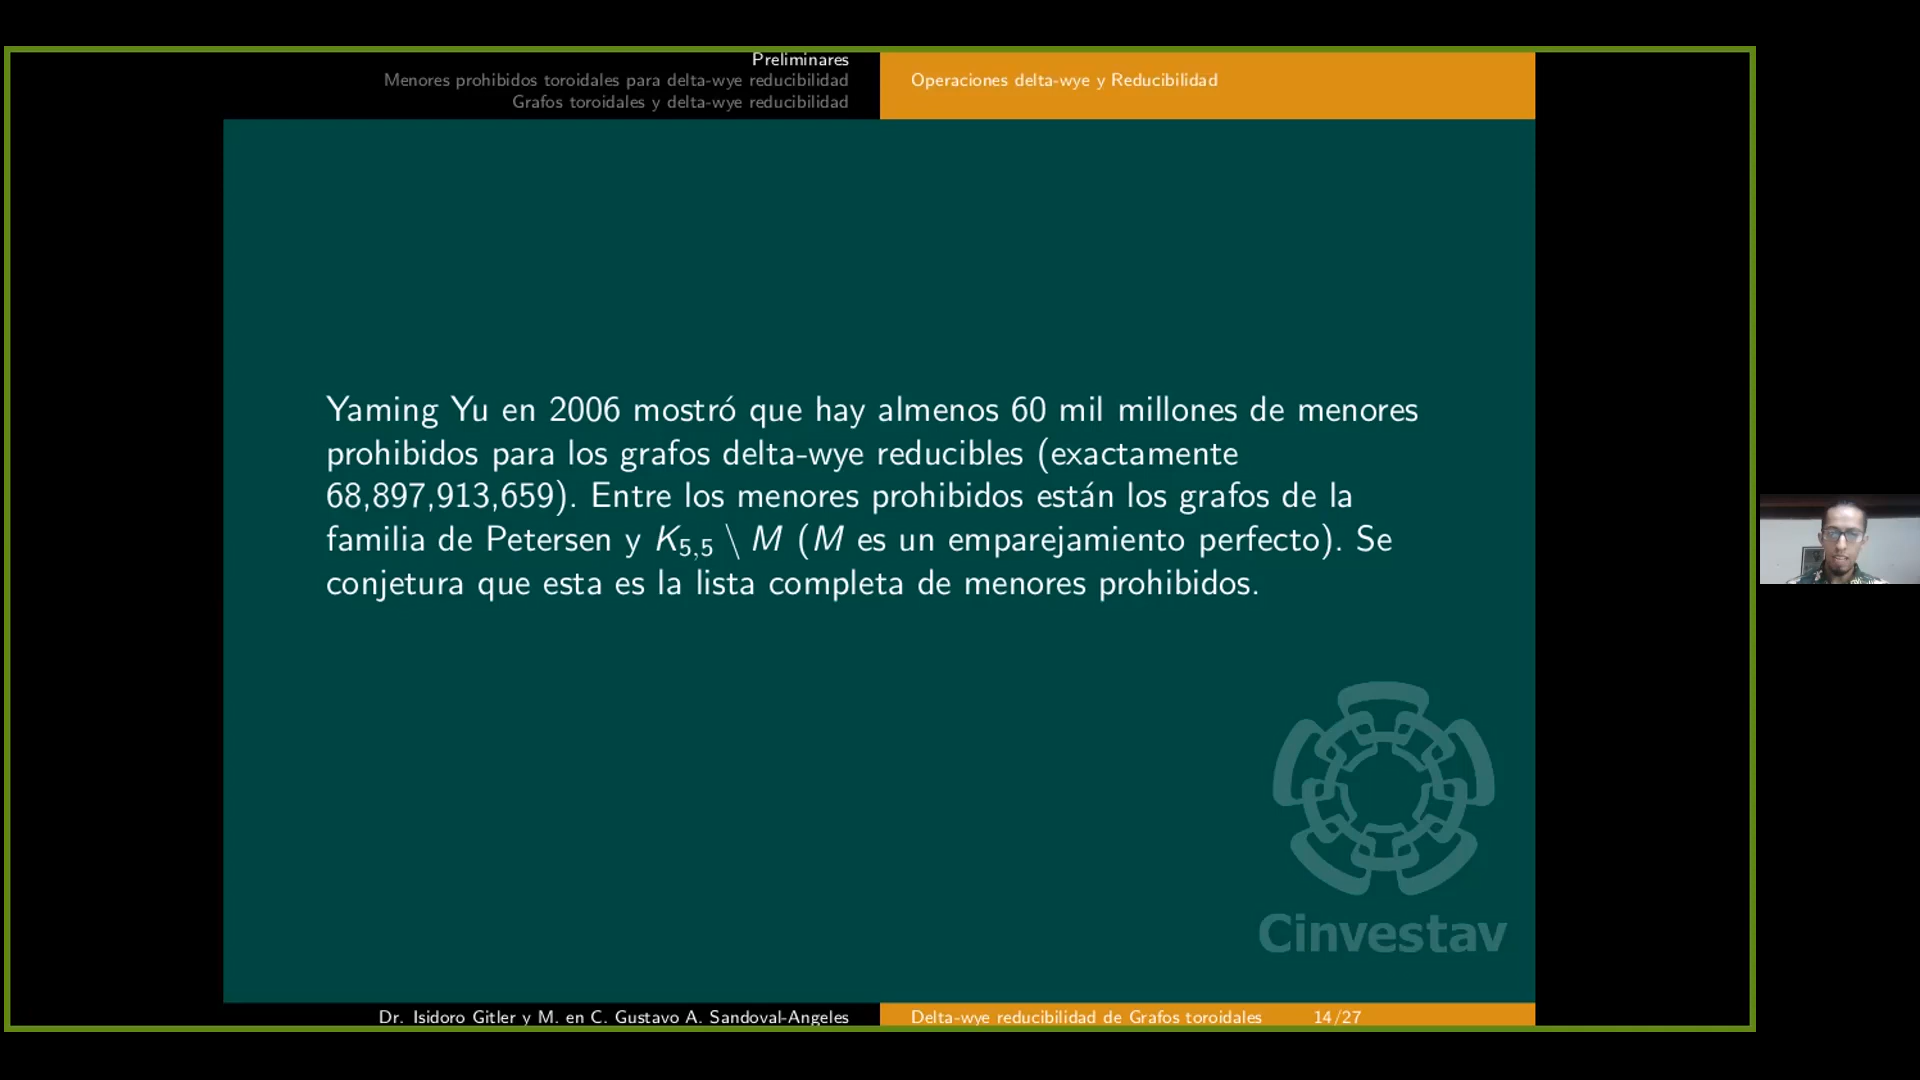 Preliminares
Menores prohibidos toroidales para delta-wye reducibilidad
Grafos toroidales y delta-wye reducibilidad
Operaciones delta-wye y Reducibilidad
Yaming Yu en 2006 mostró que hay almenos 60 mil millones de menores
prohibidos para los grafos delta-wye reducibles (exactamente
68,897,913,659). Entre los menores prohibidos están los grafos de la
familia de Petersen y K₅,₅ \ M (M es un emparejamiento perfecto). Se
conjetura que esta es la lista completa de menores prohibidos.
Cinvestav
Dr. Isidoro Gitler y M. en C. Gustavo A. Sandoval-Angeles
Delta-wye reducibilidad de Grafos toroidales 14/27